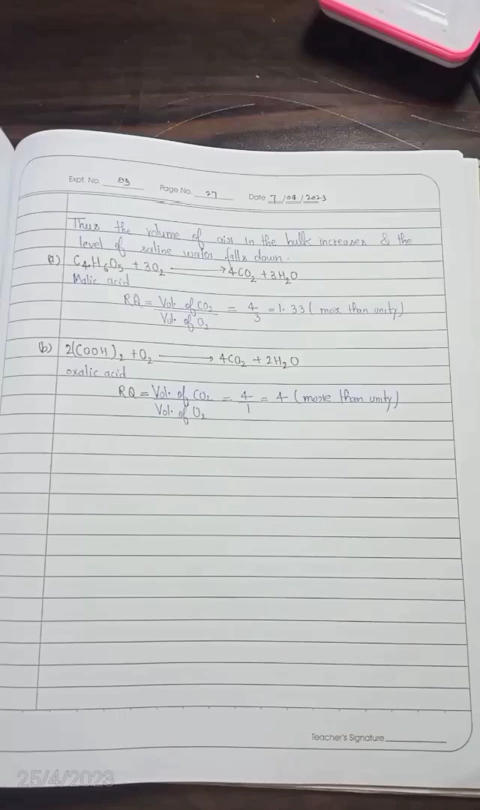 Expt. No. 03 Page No. 27 Date 7/04/2023
Thus the volume of air in the bulk increases & the
level of saline water falls down.
(a) C₄H₆O₅ + 3O₂ ⟶ 4CO₂ + 3H₂O
Malic acid
RQ = Vol. of CO₂ / Vol. of O₂ = 4/3 = 1.33 (more than unity)
(b) 2(COOH)₂ + O₂ ⟶ 4CO₂ + 2H₂O
oxalic acid
RQ = Vol. of CO₂ / Vol. of O₂ = 4/1 = 4 (more than unity)
Teacher's Signature
25/4/2023